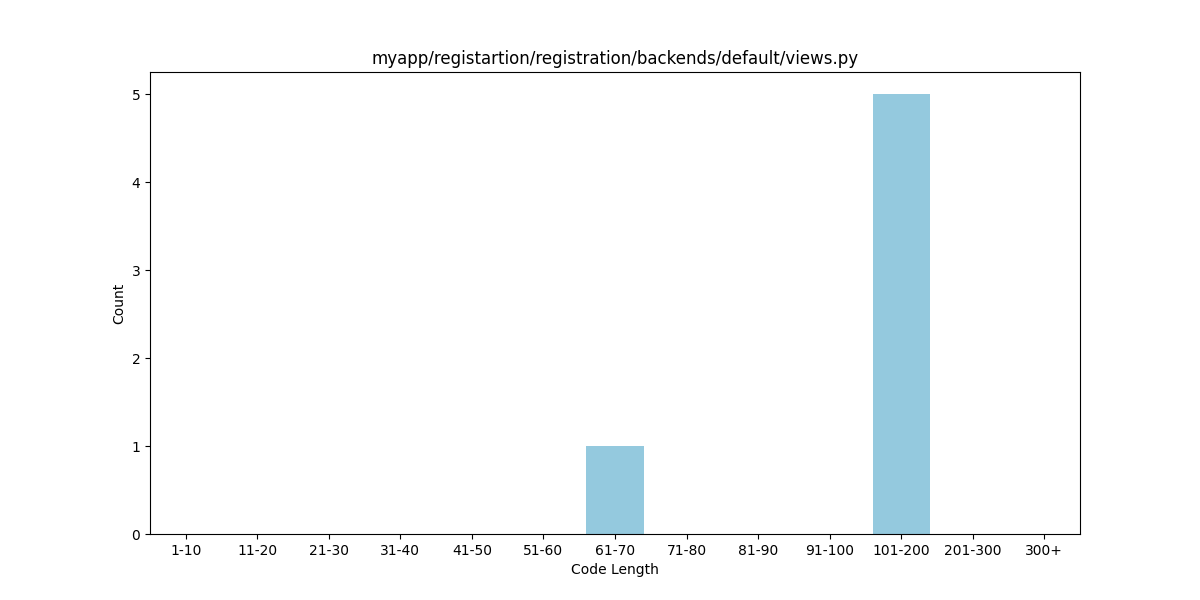 myapp/registartion/registration/backends/default/views.py
5
4
3
2
1
0
Count
1-10 11-20 21-30 31-40 41-50 51-60 61-70 71-80 81-90 91-100 101-200 201-300 300+
Code Length